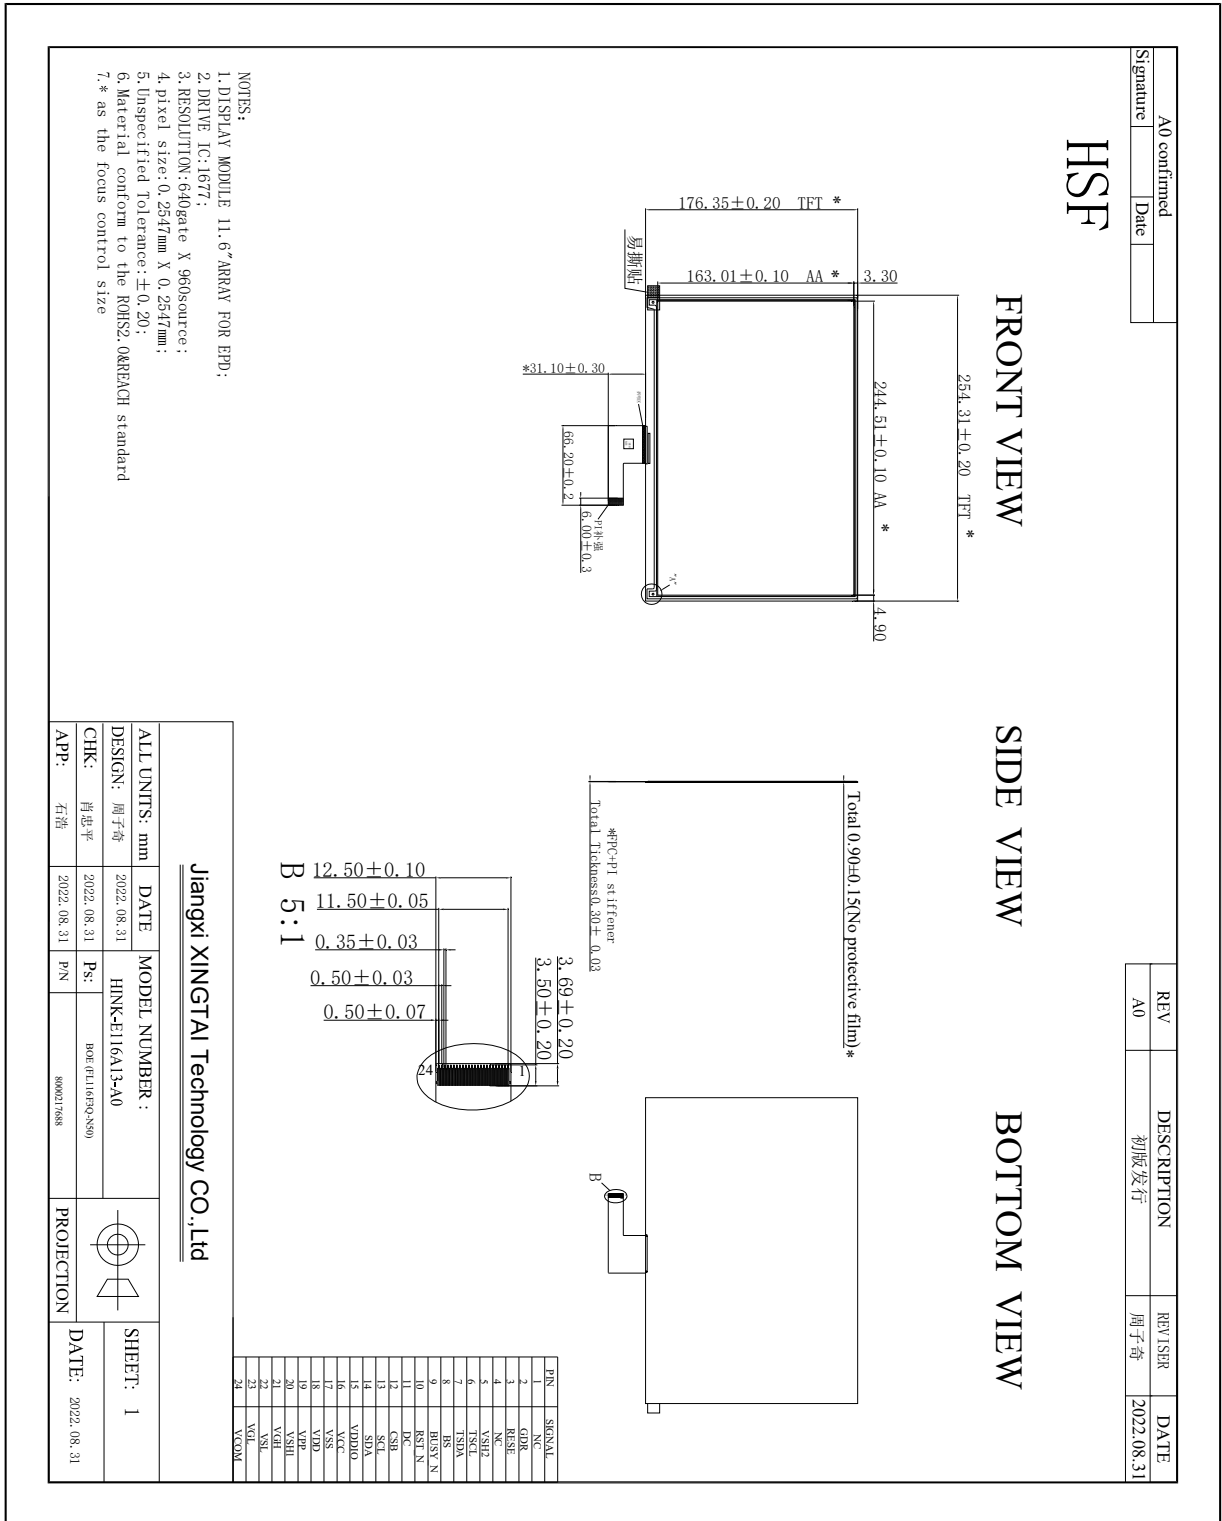 A0 confirmed
Signature
Date
HSF
REV
DESCRIPTION
REVISER
DATE
A0
初版发行
周子奇
2022.08.31
FRONT VIEW
SIDE VIEW
BOTTOM VIEW
254.31±0.20 TFT *
244.51±0.10 AA *
4.90
3.30
176.35±0.20 TFT *
163.01±0.10 AA *
易撕贴
*31.10±0.30
66.20±0.2
6.00±0.3
PI补强
"A"
Total 0.90±0.15(No protective film)*
*FPC+PI stiffener
Total Tickness0.30± 0.03
B
3.69±0.20
3.50±0.20
12.50±0.10
11.50±0.05
0.35±0.03
0.50±0.03
0.50±0.07
24
1
B 5:1
NOTES:
1.DISPLAY MODULE 11.6"ARRAY FOR EPD;
2.DRIVE IC:1677;
3.RESOLUTION:640gate X 960source;
4.pixel size:0.2547mm X 0.2547mm;
5.Unspecified Tolerance:±0.20;
6.Material conform to the ROHS2.0&REACH standard
7.* as the focus control size
PIN SIGNAL
1 NC
2 GDR
3 RESE
4 NC
5 VSH2
6 TSCL
7 TSDA
8 BS
9 BUSY_N
10 RST_N
11 DC
12 CSB
13 SCL
14 SDA
15 VDDIO
16 VCC
17 VSS
18 VDD
19 VPP
20 VSH1
21 VGH
22 VSL
23 VGL
24 VCOM
Jiangxi XINGTAI Technology CO.,Ltd
ALL UNITS: mm
DATE
MODEL NUMBER :
DESIGN: 周子奇
2022.08.31
HINK-E116A13-A0
CHK: 肖忠平
2022.08.31
Ps:
BOE (FL116F3Q-N50)
APP: 石浩
2022.08.31
P/N
8000217688
PROJECTION
SHEET: 1
DATE: 2022.08.31